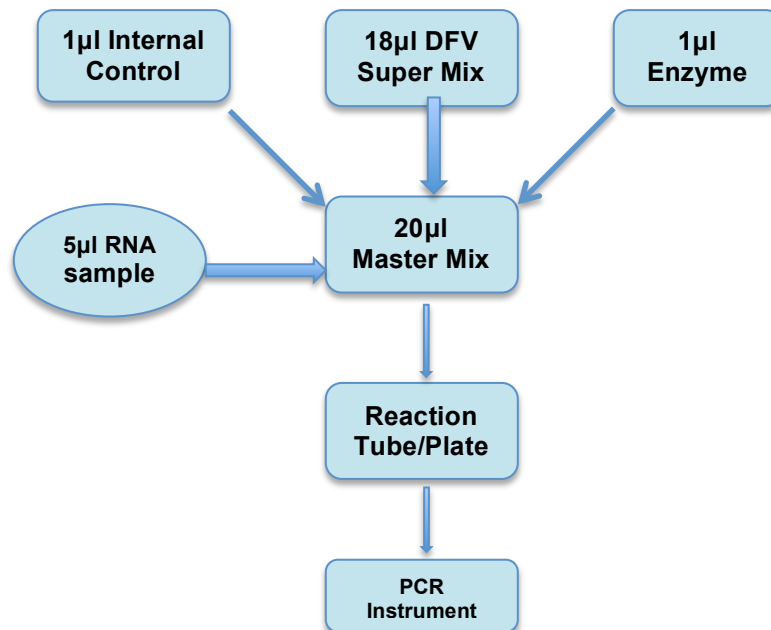 1µl Internal
Control
18µl DFV
Super Mix
1µl
Enzyme
5µl RNA
sample
20µl
Master Mix
Reaction
Tube/Plate
PCR
Instrument